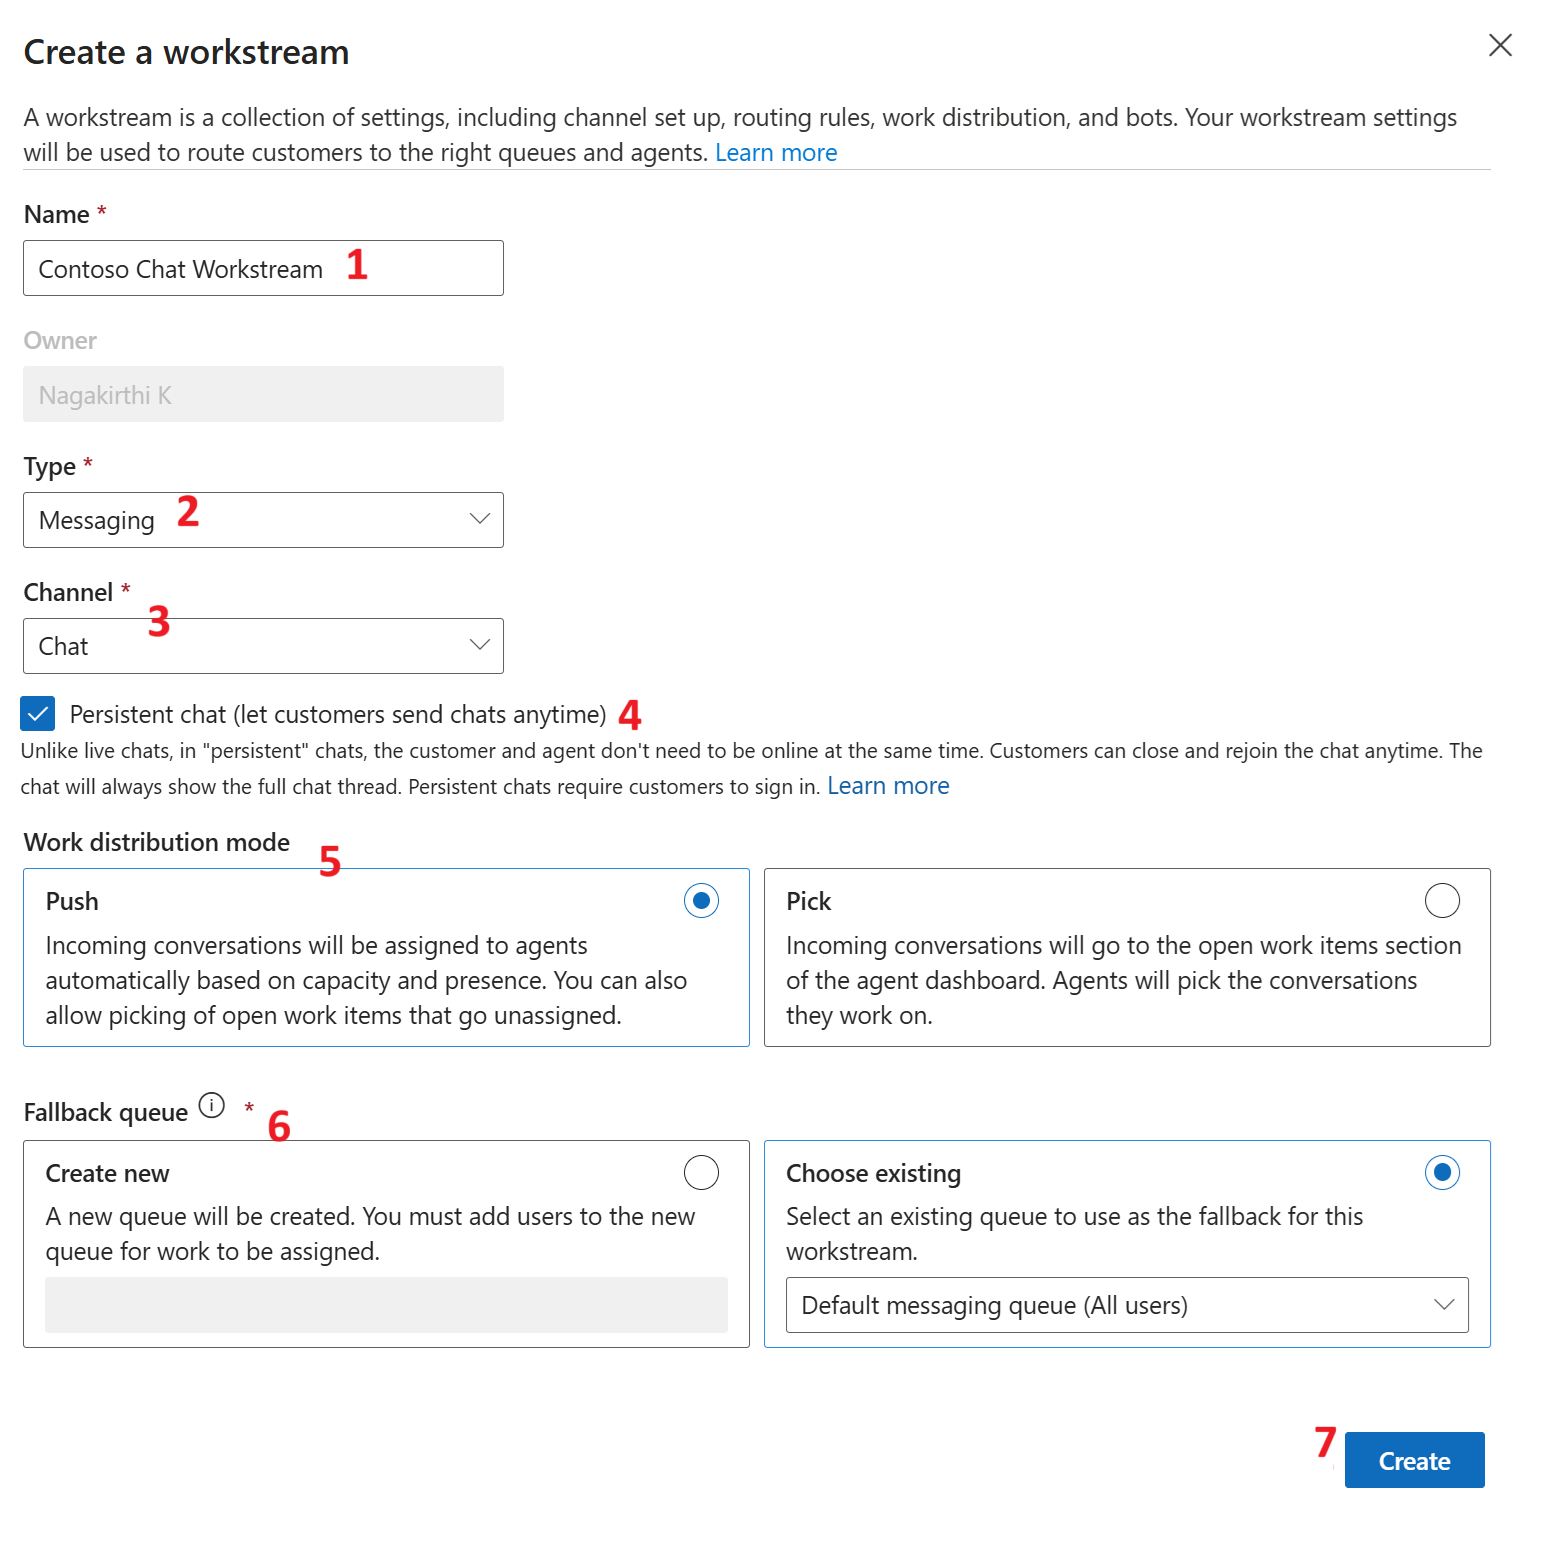 Create a workstream
A workstream is a collection of settings, including channel set up, routing rules, work distribution, and bots. Your workstream settings
will be used to route customers to the right queues and agents. Learn more
Name *
Contoso Chat Workstream 1
Owner
Nagakirthi K
Type *
Messaging 2
Channel *
3
Chat
Persistent chat (let customers send chats anytime) 4
Unlike live chats, in "persistent" chats, the customer and agent don't need to be online at the same time. Customers can close and rejoin the chat anytime. The
chat will always show the full chat thread. Persistent chats require customers to sign in. Learn more
Work distribution mode 5
Push
Incoming conversations will be assigned to agents
automatically based on capacity and presence. You can also
allow picking of open work items that go unassigned.
Pick
Incoming conversations will go to the open work items section
of the agent dashboard. Agents will pick the conversations
they work on.
Fallback queue i * 6
Create new
A new queue will be created. You must add users to the new
queue for work to be assigned.
Choose existing
Select an existing queue to use as the fallback for this
workstream.
Default messaging queue (All users)
7 Create